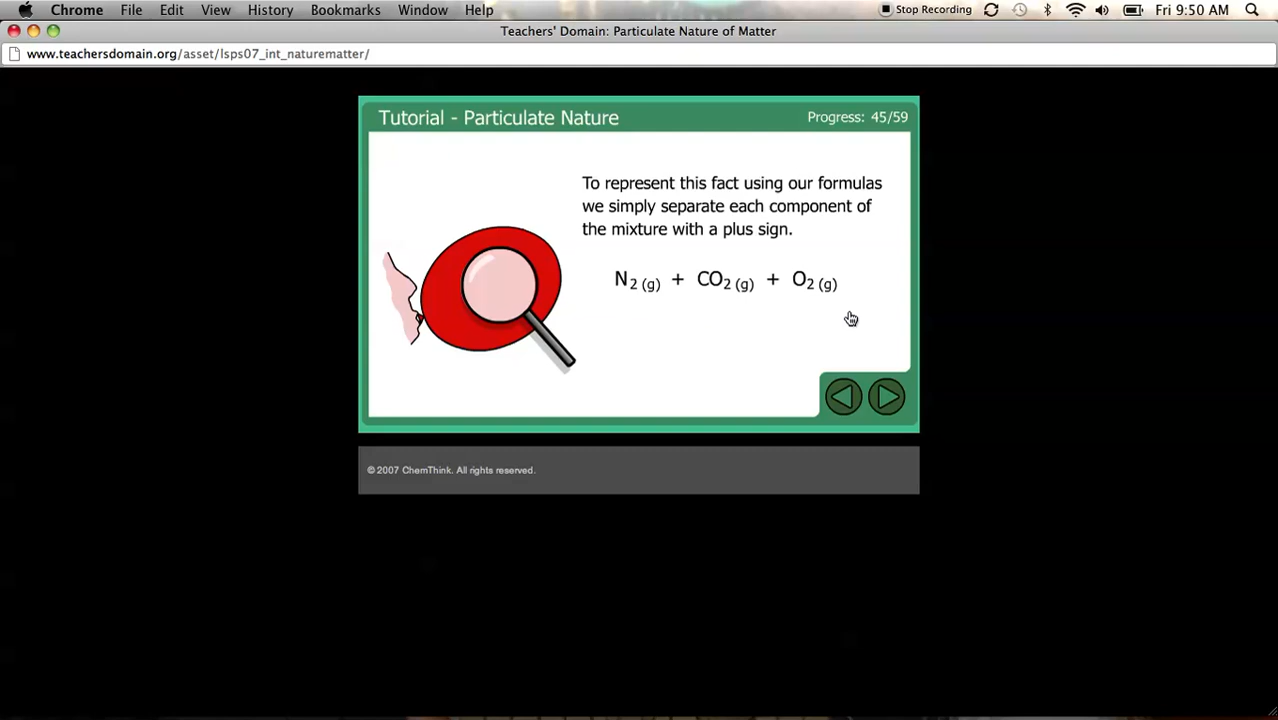 Chrome File Edit View History Bookmarks Window Help Stop Recording Fri 9:50 AM
Teachers' Domain: Particulate Nature of Matter
www.teachersdomain.org/asset/lsps07_int_naturematter/
Tutorial - Particulate Nature Progress: 45/59
To represent this fact using our formulas
we simply separate each component of
the mixture with a plus sign.
N₂ (g) + CO₂ (g) + O₂ (g)
© 2007 ChemThink. All rights reserved.